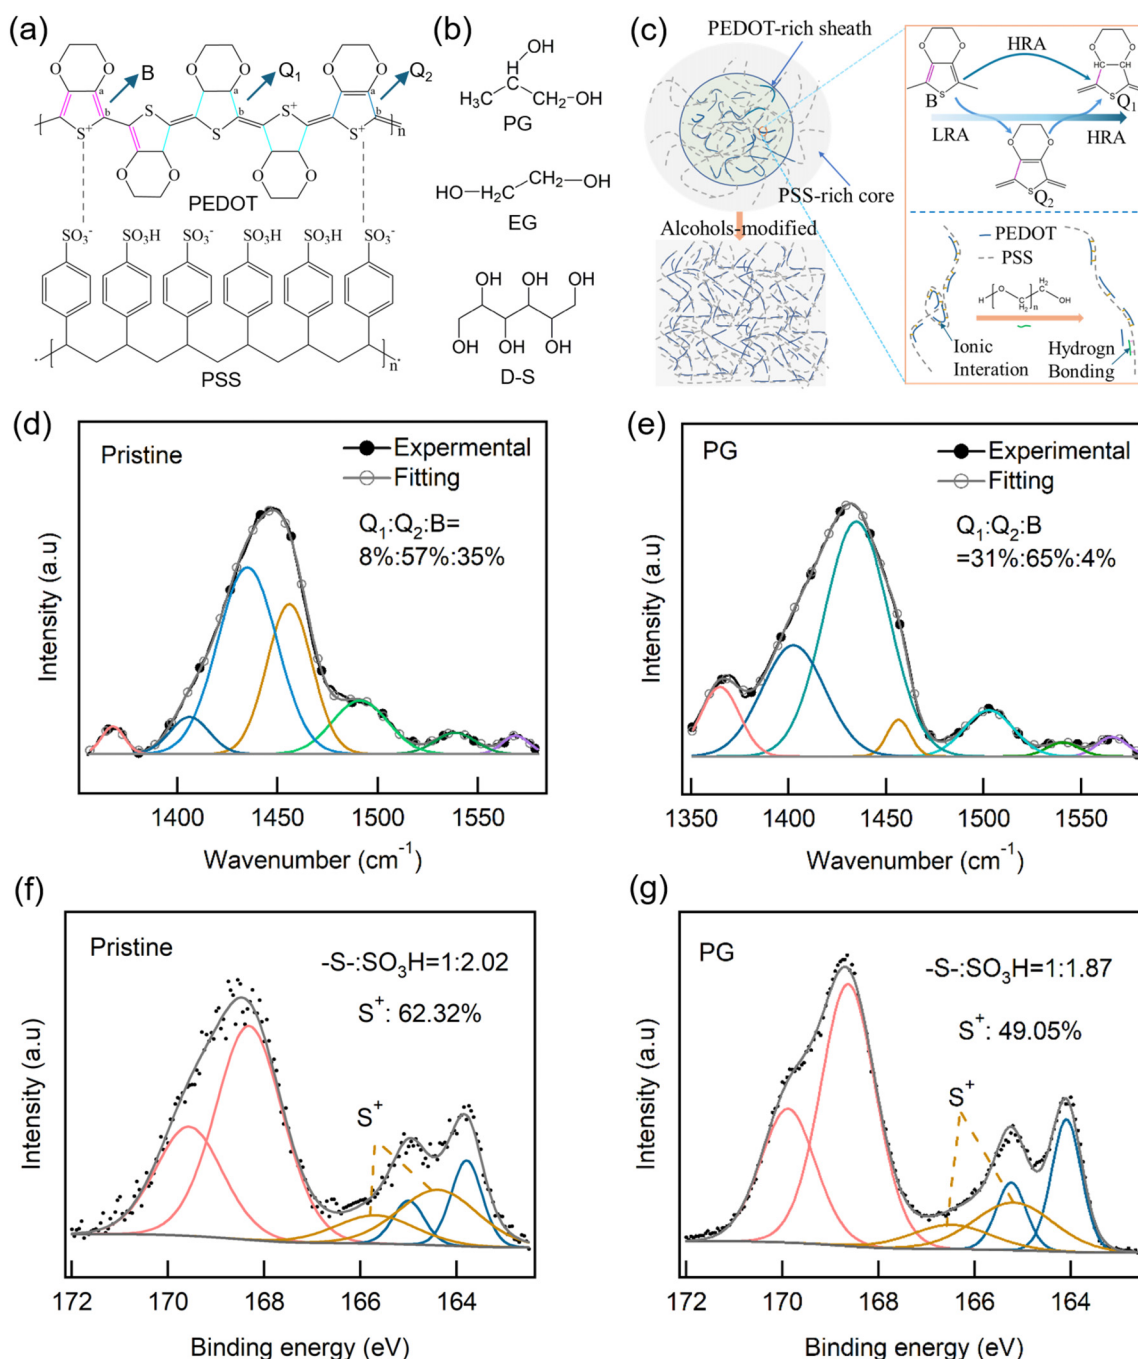 (a)
O O
O O
O O
B
Q₁
Q₂
a
b
a
b
a
b
S⁺
S
S
S⁺
S⁺
n
O O
O O
PEDOT
SO₃⁻ SO₃H SO₃⁻ SO₃H SO₃H SO₃⁻
n
PSS
(b)
OH
H
C
H₃C CH₂–OH
PG
HO–H₂C CH₂–OH
EG
OH OH OH
OH OH OH
D-S
(c)
PEDOT-rich sheath
PSS-rich core
Alcohols-modified
HRA
B
Q₁
LRA
HRA
Q₂
PEDOT
PSS
Ionic
Interation
Hydrogn
Bonding
(d)
Pristine
Expermental
Fitting
Q₁:Q₂:B=
8%:57%:35%
Intensity (a.u)
1400 1450 1500 1550
Wavenumber (cm⁻¹)
(e)
PG
Experimental
Fitting
Q₁:Q₂:B
=31%:65%:4%
Intensity (a.u)
1350 1400 1450 1500 1550
Wavenumber (cm⁻¹)
(f)
Pristine
-S-:SO₃H=1:2.02
S⁺: 62.32%
S⁺
Intensity (a.u)
172 170 168 166 164
Binding energy (eV)
(g)
PG
-S-:SO₃H=1:1.87
S⁺: 49.05%
S⁺
Intensity (a.u)
172 170 168 166 164
Binding energy (eV)